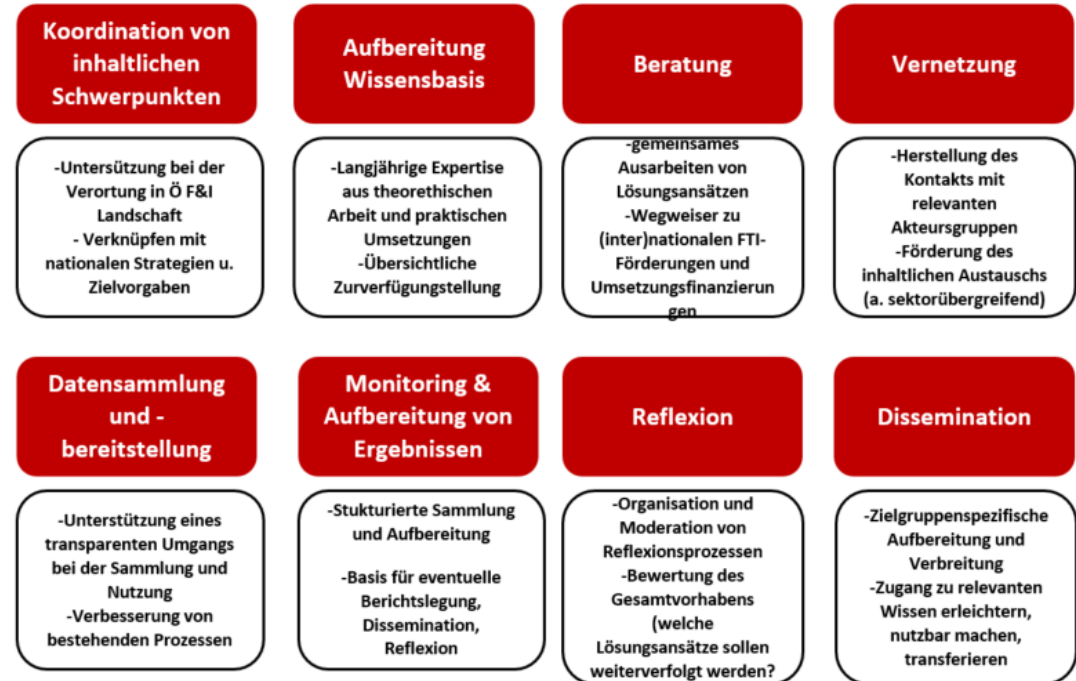 Koordination von
inhaltlichen
Schwerpunkten
-Untersützung bei der
Verortung in Ö F&I
Landschaft
- Verknüpfen mit
nationalen Strategien u.
Zielvorgaben
Aufbereitung
Wissensbasis
-Langjährige Expertise
aus theorethischen
Arbeit und praktischen
Umsetzungen
-Übersichtliche
Zurverfügungstellung
Beratung
-gemeinsames
Ausarbeiten von
Lösungsansätzen
-Wegweiser zu
(inter)nationalen FTI-
Förderungen und
Umsetzungsfinanzierun
gen
Vernetzung
-Herstellung des
Kontakts mit
relevanten
Akteursgruppen
-Förderung des
inhaltlichen Austauschs
(a. sektorübergreifend)
Datensammlung
und -
bereitstellung
-Unterstützung eines
transparenten Umgangs
bei der Sammlung und
Nutzung
-Verbesserung von
bestehenden Prozessen
Monitoring &
Aufbereitung von
Ergebnissen
-Stukturierte Sammlung
und Aufbereitung
-Basis für eventuelle
Berichtslegung,
Dissemination,
Reflexion
Reflexion
-Organisation und
Moderation von
Reflexionsprozessen
-Bewertung des
Gesamtvorhabens
(welche
Lösungsansätze sollen
weiterverfolgt werden?
Dissemination
-Zielgruppenspezifische
Aufbereitung und
Verbreitung
-Zugang zu relevanten
Wissen erleichtern,
nutzbar machen,
transferieren